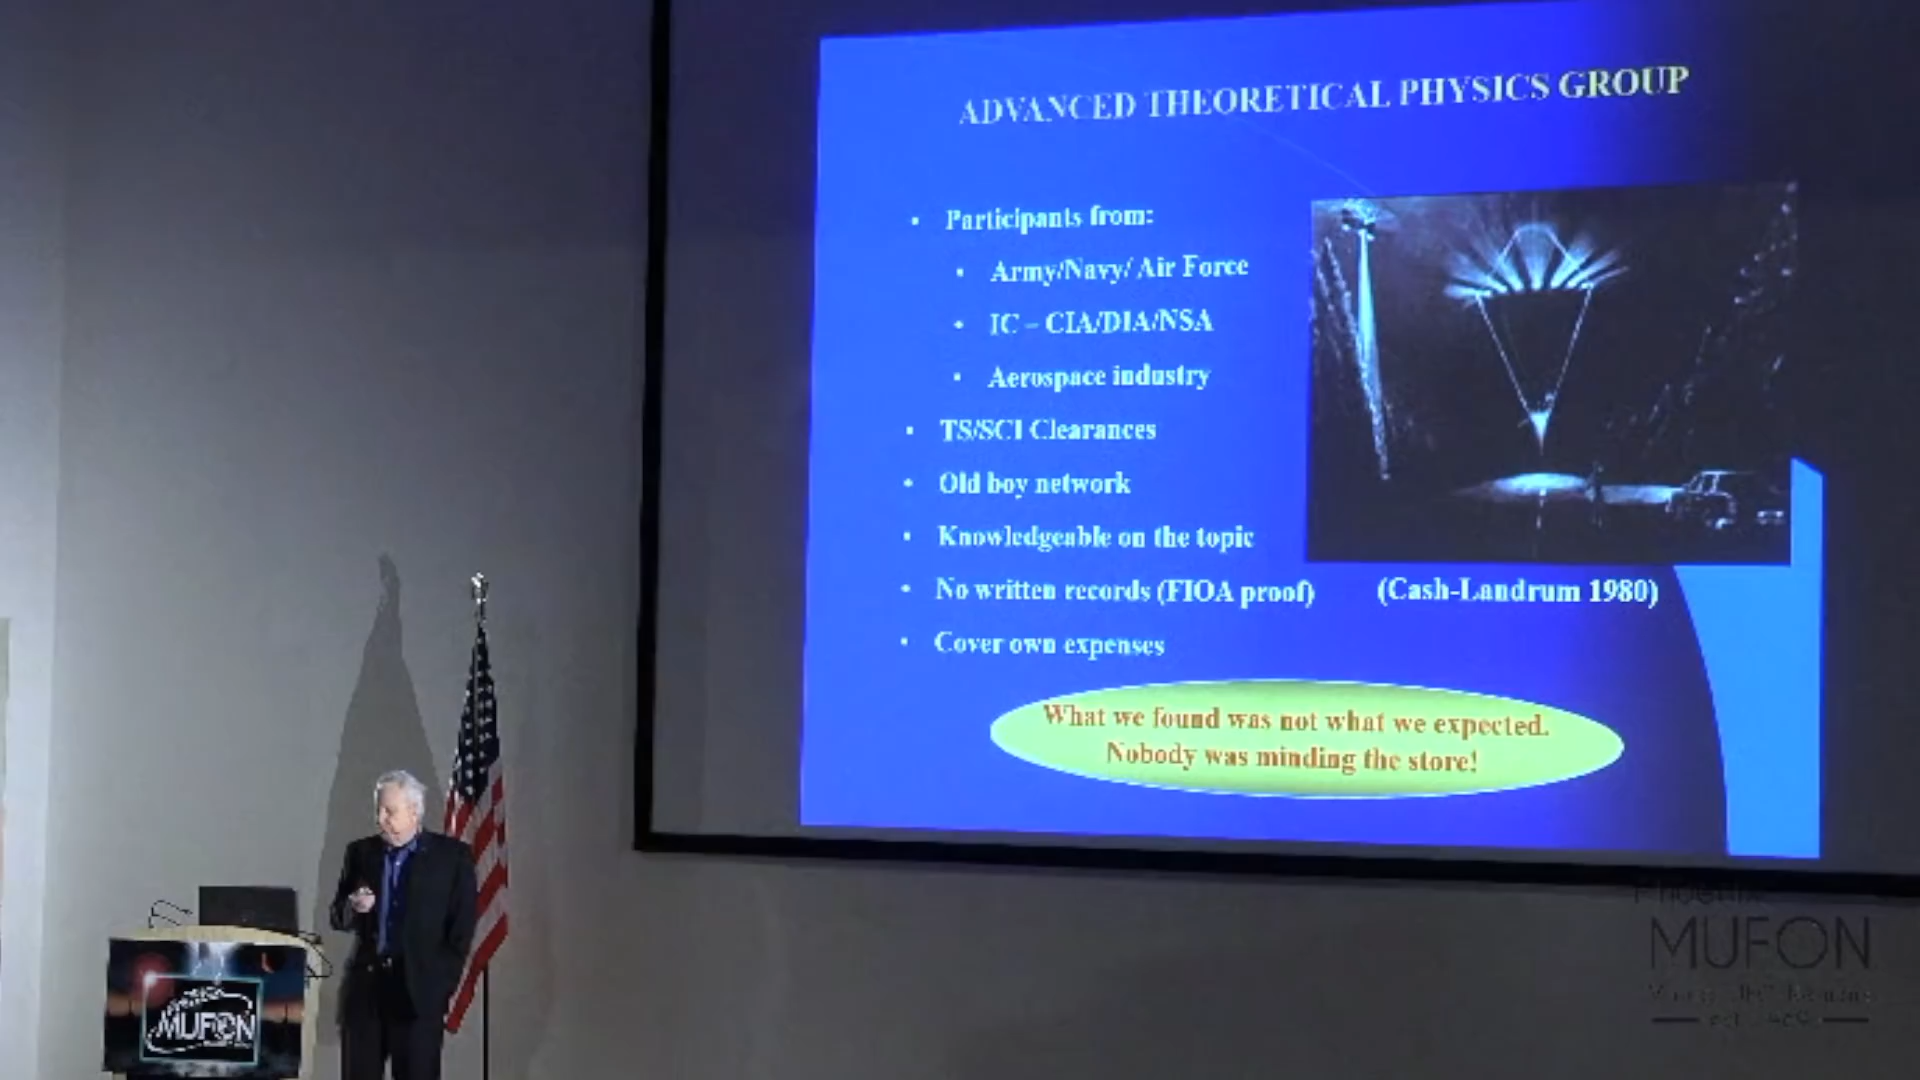 ADVANCED THEORETICAL PHYSICS GROUP
• Participants from:
• Army/Navy/ Air Force
• IC – CIA/DIA/NSA
• Aerospace industry
• TS/SCI Clearances
• Old boy network
• Knowledgeable on the topic
• No written records (FIOA proof)
(Cash-Landrum 1980)
• Cover own expenses
What we found was not what we expected.
Nobody was minding the store!
MUFON
MUFON